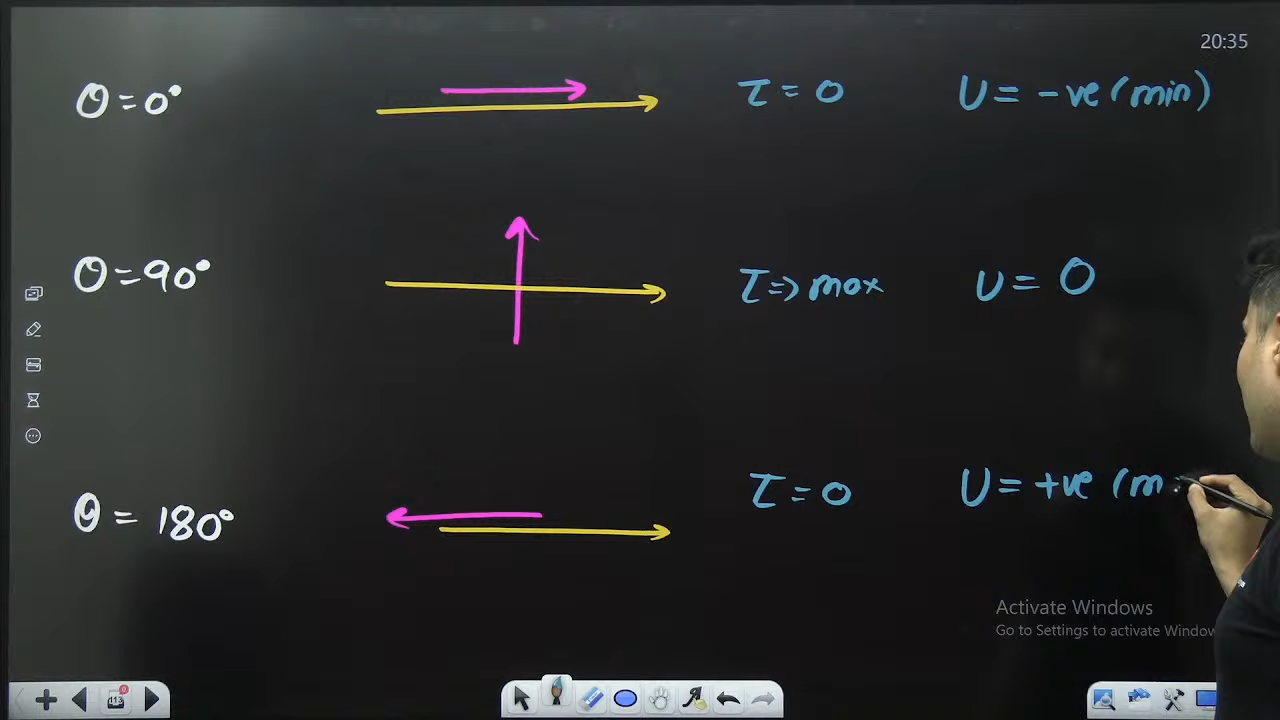 20:35
θ = 0° τ = 0 U = -ve (min)
θ = 90° τ => max U = 0
θ = 180° τ = 0 U = +ve (m
Activate Windows
Go to Settings to activate Window
113